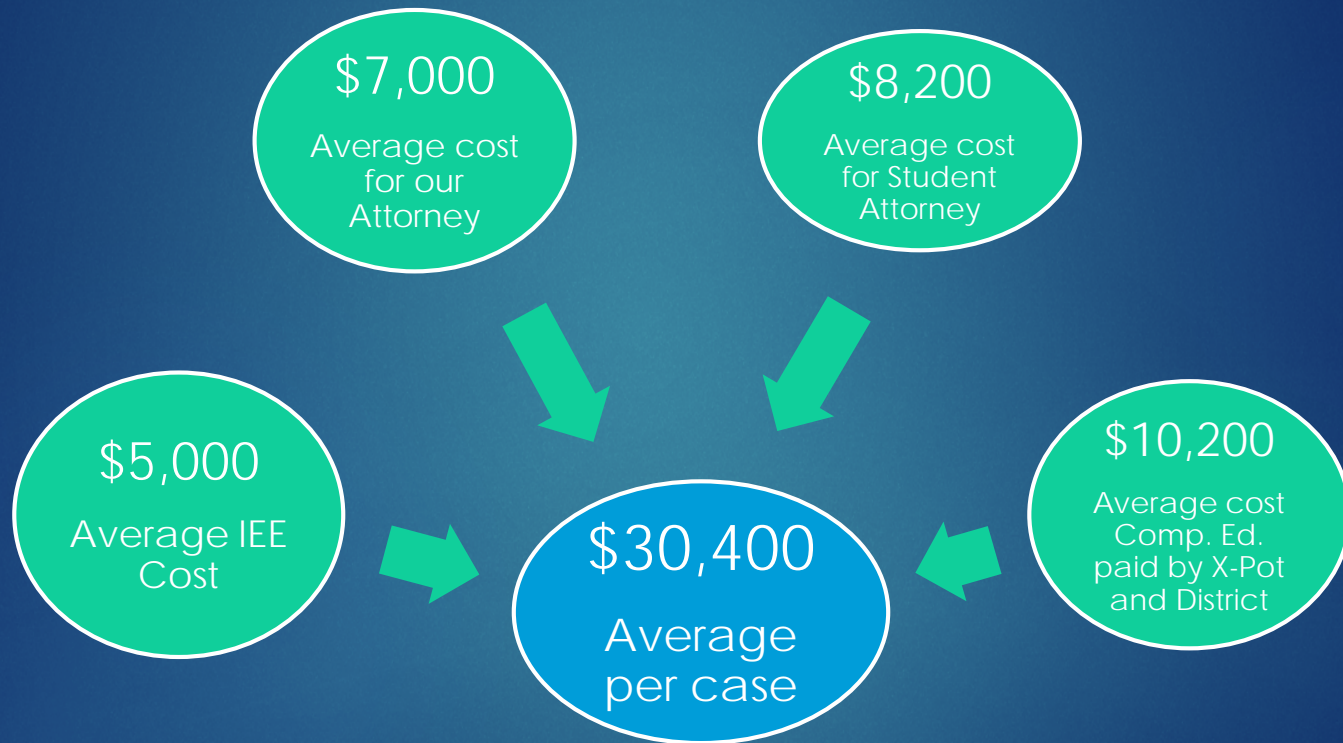 $7,000
Average cost
for our
Attorney
$8,200
Average cost
for Student
Attorney
$5,000
Average IEE
Cost
$10,200
Average cost
Comp. Ed.
paid by X-Pot
and District
$30,400
Average
per case